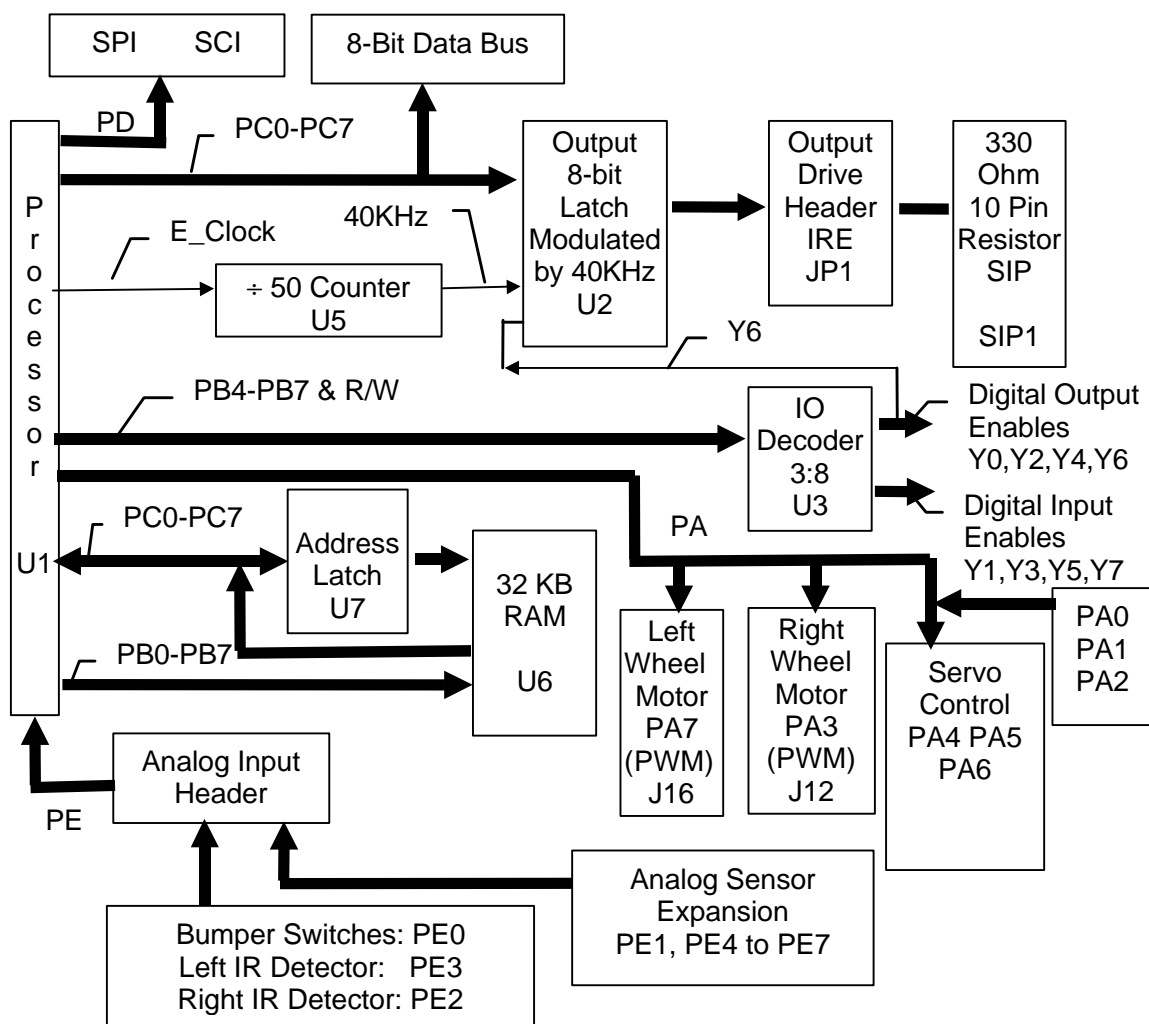 SPI SCI
8-Bit Data Bus
PD
PC0-PC7
Output
8-bit
Latch
Modulated
by 40KHz
U2
Output
Drive
Header
IRE
JP1
330
Ohm
10 Pin
Resistor
SIP
SIP1
Processor
U1
E_Clock
40KHz
÷ 50 Counter
U5
Y6
PB4-PB7 & R/W
IO
Decoder
3:8
U3
Digital Output
Enables
Y0,Y2,Y4,Y6
Digital Input
Enables
Y1,Y3,Y5,Y7
PC0-PC7
Address
Latch
U7
PA
32 KB
RAM
U6
PB0-PB7
Left
Wheel
Motor
PA7
(PWM)
J16
Right
Wheel
Motor
PA3
(PWM)
J12
Servo
Control
PA4 PA5
PA6
PA0
PA1
PA2
Analog Input
Header
PE
Analog Sensor
Expansion
PE1, PE4 to PE7
Bumper Switches: PE0
Left IR Detector: PE3
Right IR Detector: PE2